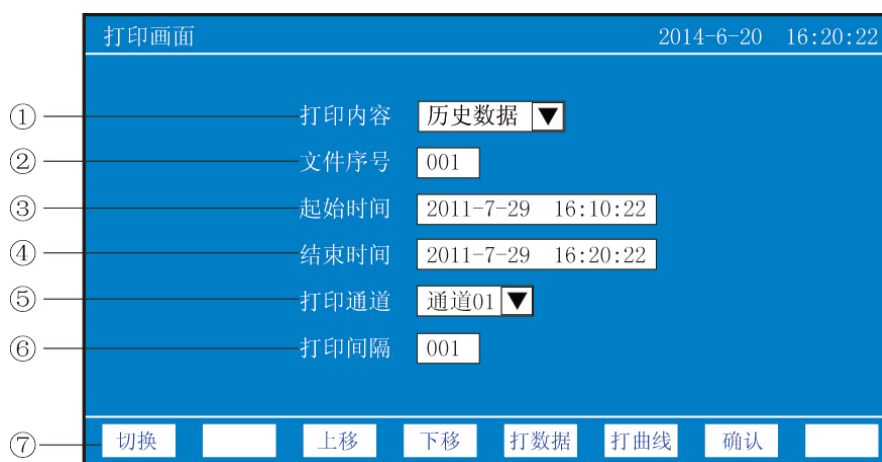 打印画面 2014-6-20 16:20:22
① 打印内容 历史数据
② 文件序号 001
③ 起始时间 2011-7-29 16:10:22
④ 结束时间 2011-7-29 16:20:22
⑤ 打印通道 通道01
⑥ 打印间隔 001
⑦ 切换 上移 下移 打数据 打曲线 确认